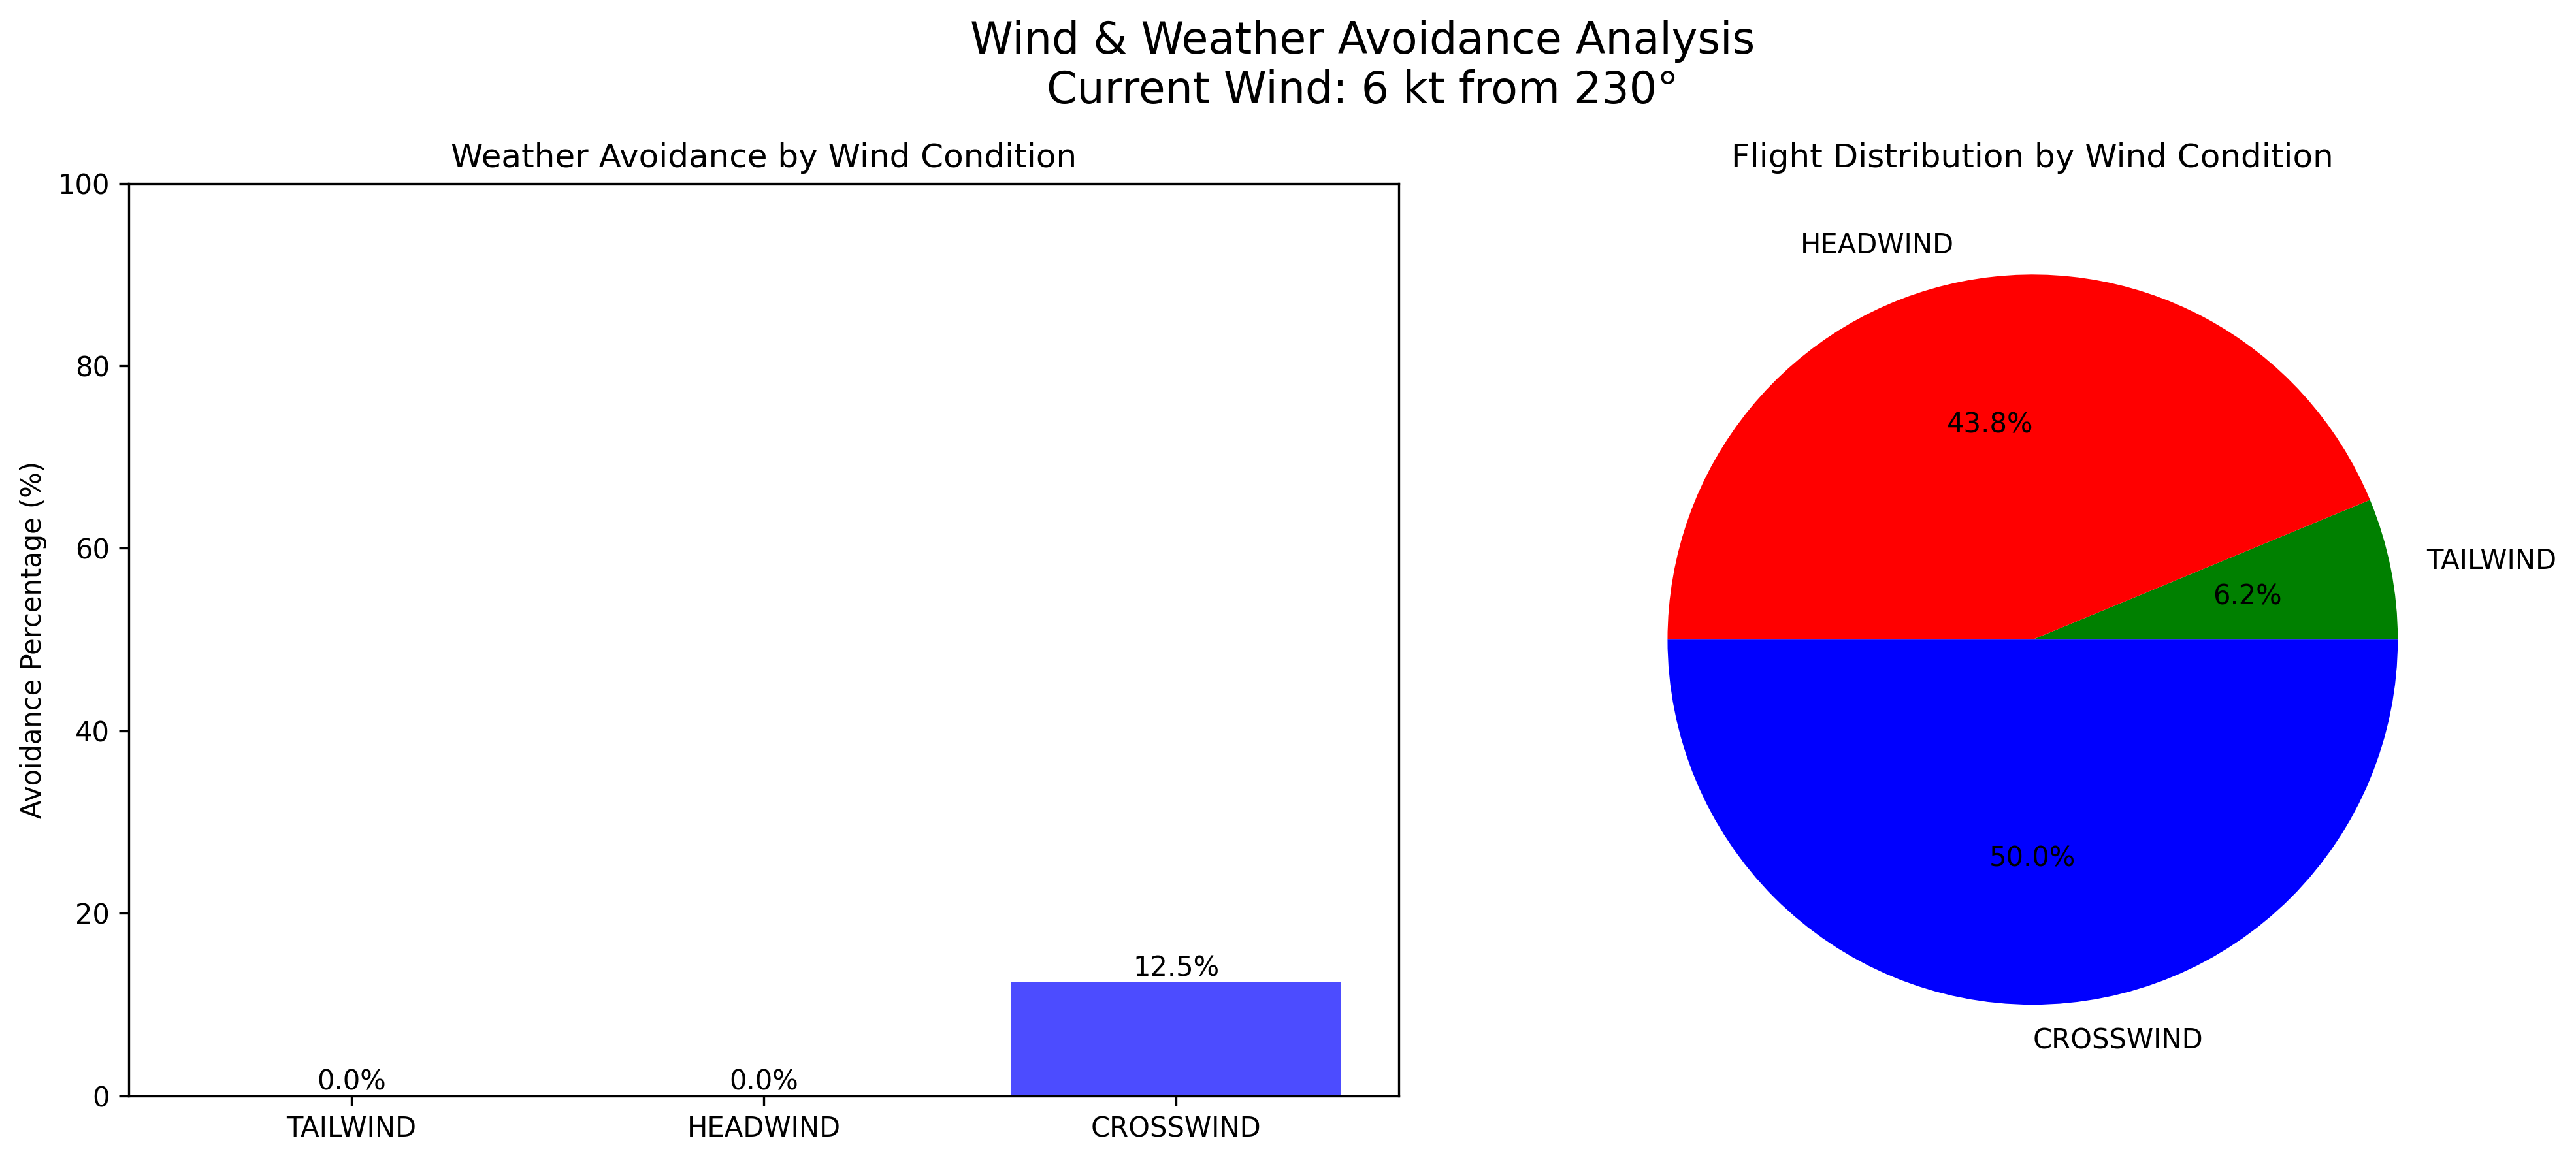 Wind & Weather Avoidance Analysis
Current Wind: 6 kt from 230°
Weather Avoidance by Wind Condition
100
80
60
40
20
0
Avoidance Percentage (%)
0.0%
0.0%
12.5%
TAILWIND
HEADWIND
CROSSWIND
Flight Distribution by Wind Condition
HEADWIND
43.8%
TAILWIND
6.2%
50.0%
CROSSWIND